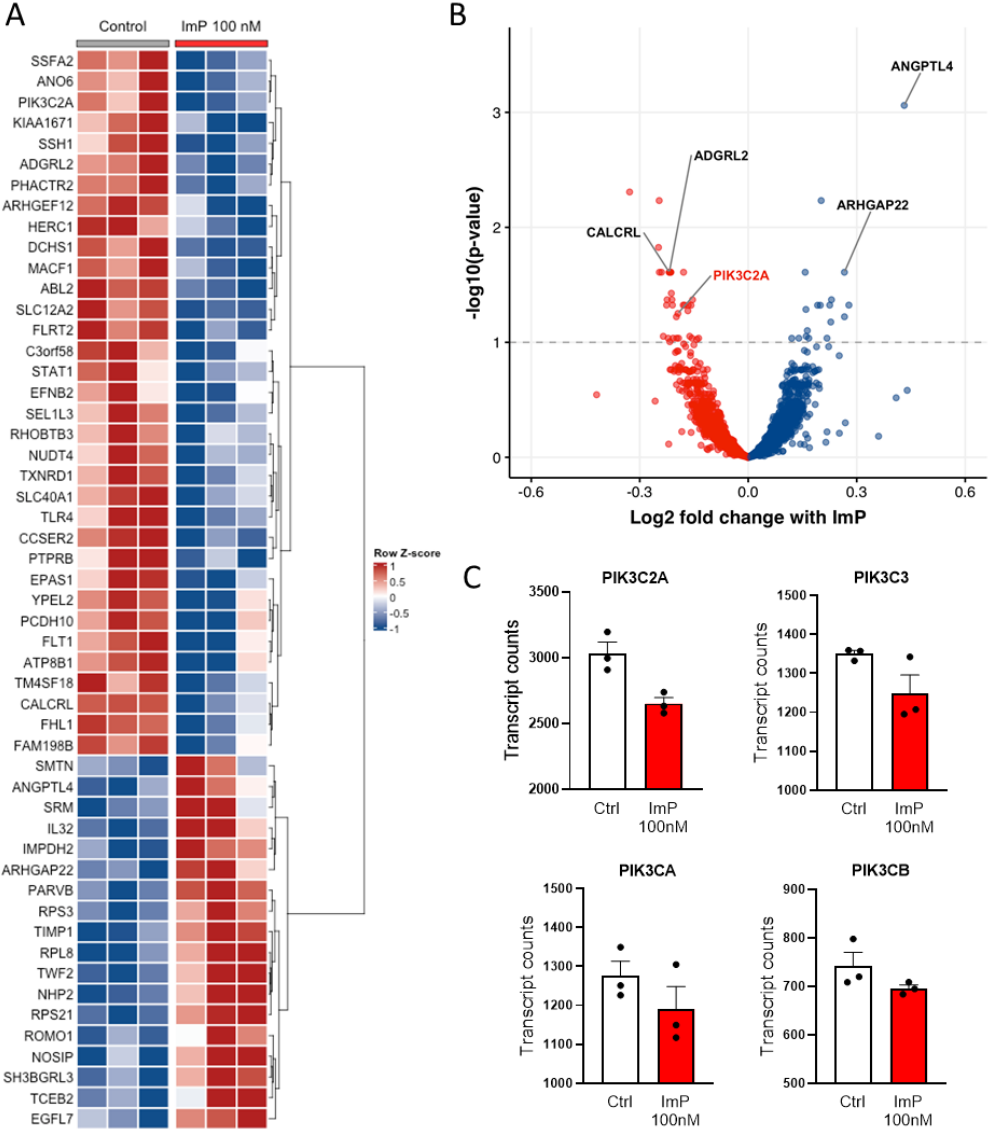 A
Control
ImP 100 nM
SSFA2
ANO6
PIK3C2A
KIAA1671
SSH1
ADGRL2
PHACTR2
ARHGEF12
HERC1
DCHS1
MACF1
ABL2
SLC12A2
FLRT2
C3orf58
STAT1
EFNB2
SEL1L3
RHOBTB3
NUDT4
TXNRD1
SLC40A1
TLR4
CCSER2
PTPRB
EPAS1
YPEL2
PCDH10
FLT1
ATP8B1
TM4SF18
CALCRL
FHL1
FAM198B
SMTN
ANGPTL4
SRM
IL32
IMPDH2
ARHGAP22
PARVB
RPS3
TIMP1
RPL8
TWF2
NHP2
RPS21
ROMO1
NOSIP
SH3BGRL3
TCEB2
EGFL7
Row Z-score
1
0.5
0
-0.5
-1
B
ANGPTL4
ADGRL2
ARHGAP22
CALCRL
PIK3C2A
-log10(p-value)
3
2
1
0
-0.6
-0.3
0.0
0.3
0.6
Log2 fold change with ImP
C
PIK3C2A
Transcript counts
3500
3000
2500
2000
Ctrl
ImP
100nM
PIK3C3
Transcript counts
1500
1400
1300
1200
1100
1000
Ctrl
ImP
100nM
PIK3CA
Transcript counts
1500
1400
1300
1200
1100
1000
Ctrl
ImP
100nM
PIK3CB
Transcript counts
900
800
700
600
500
Ctrl
ImP
100nM